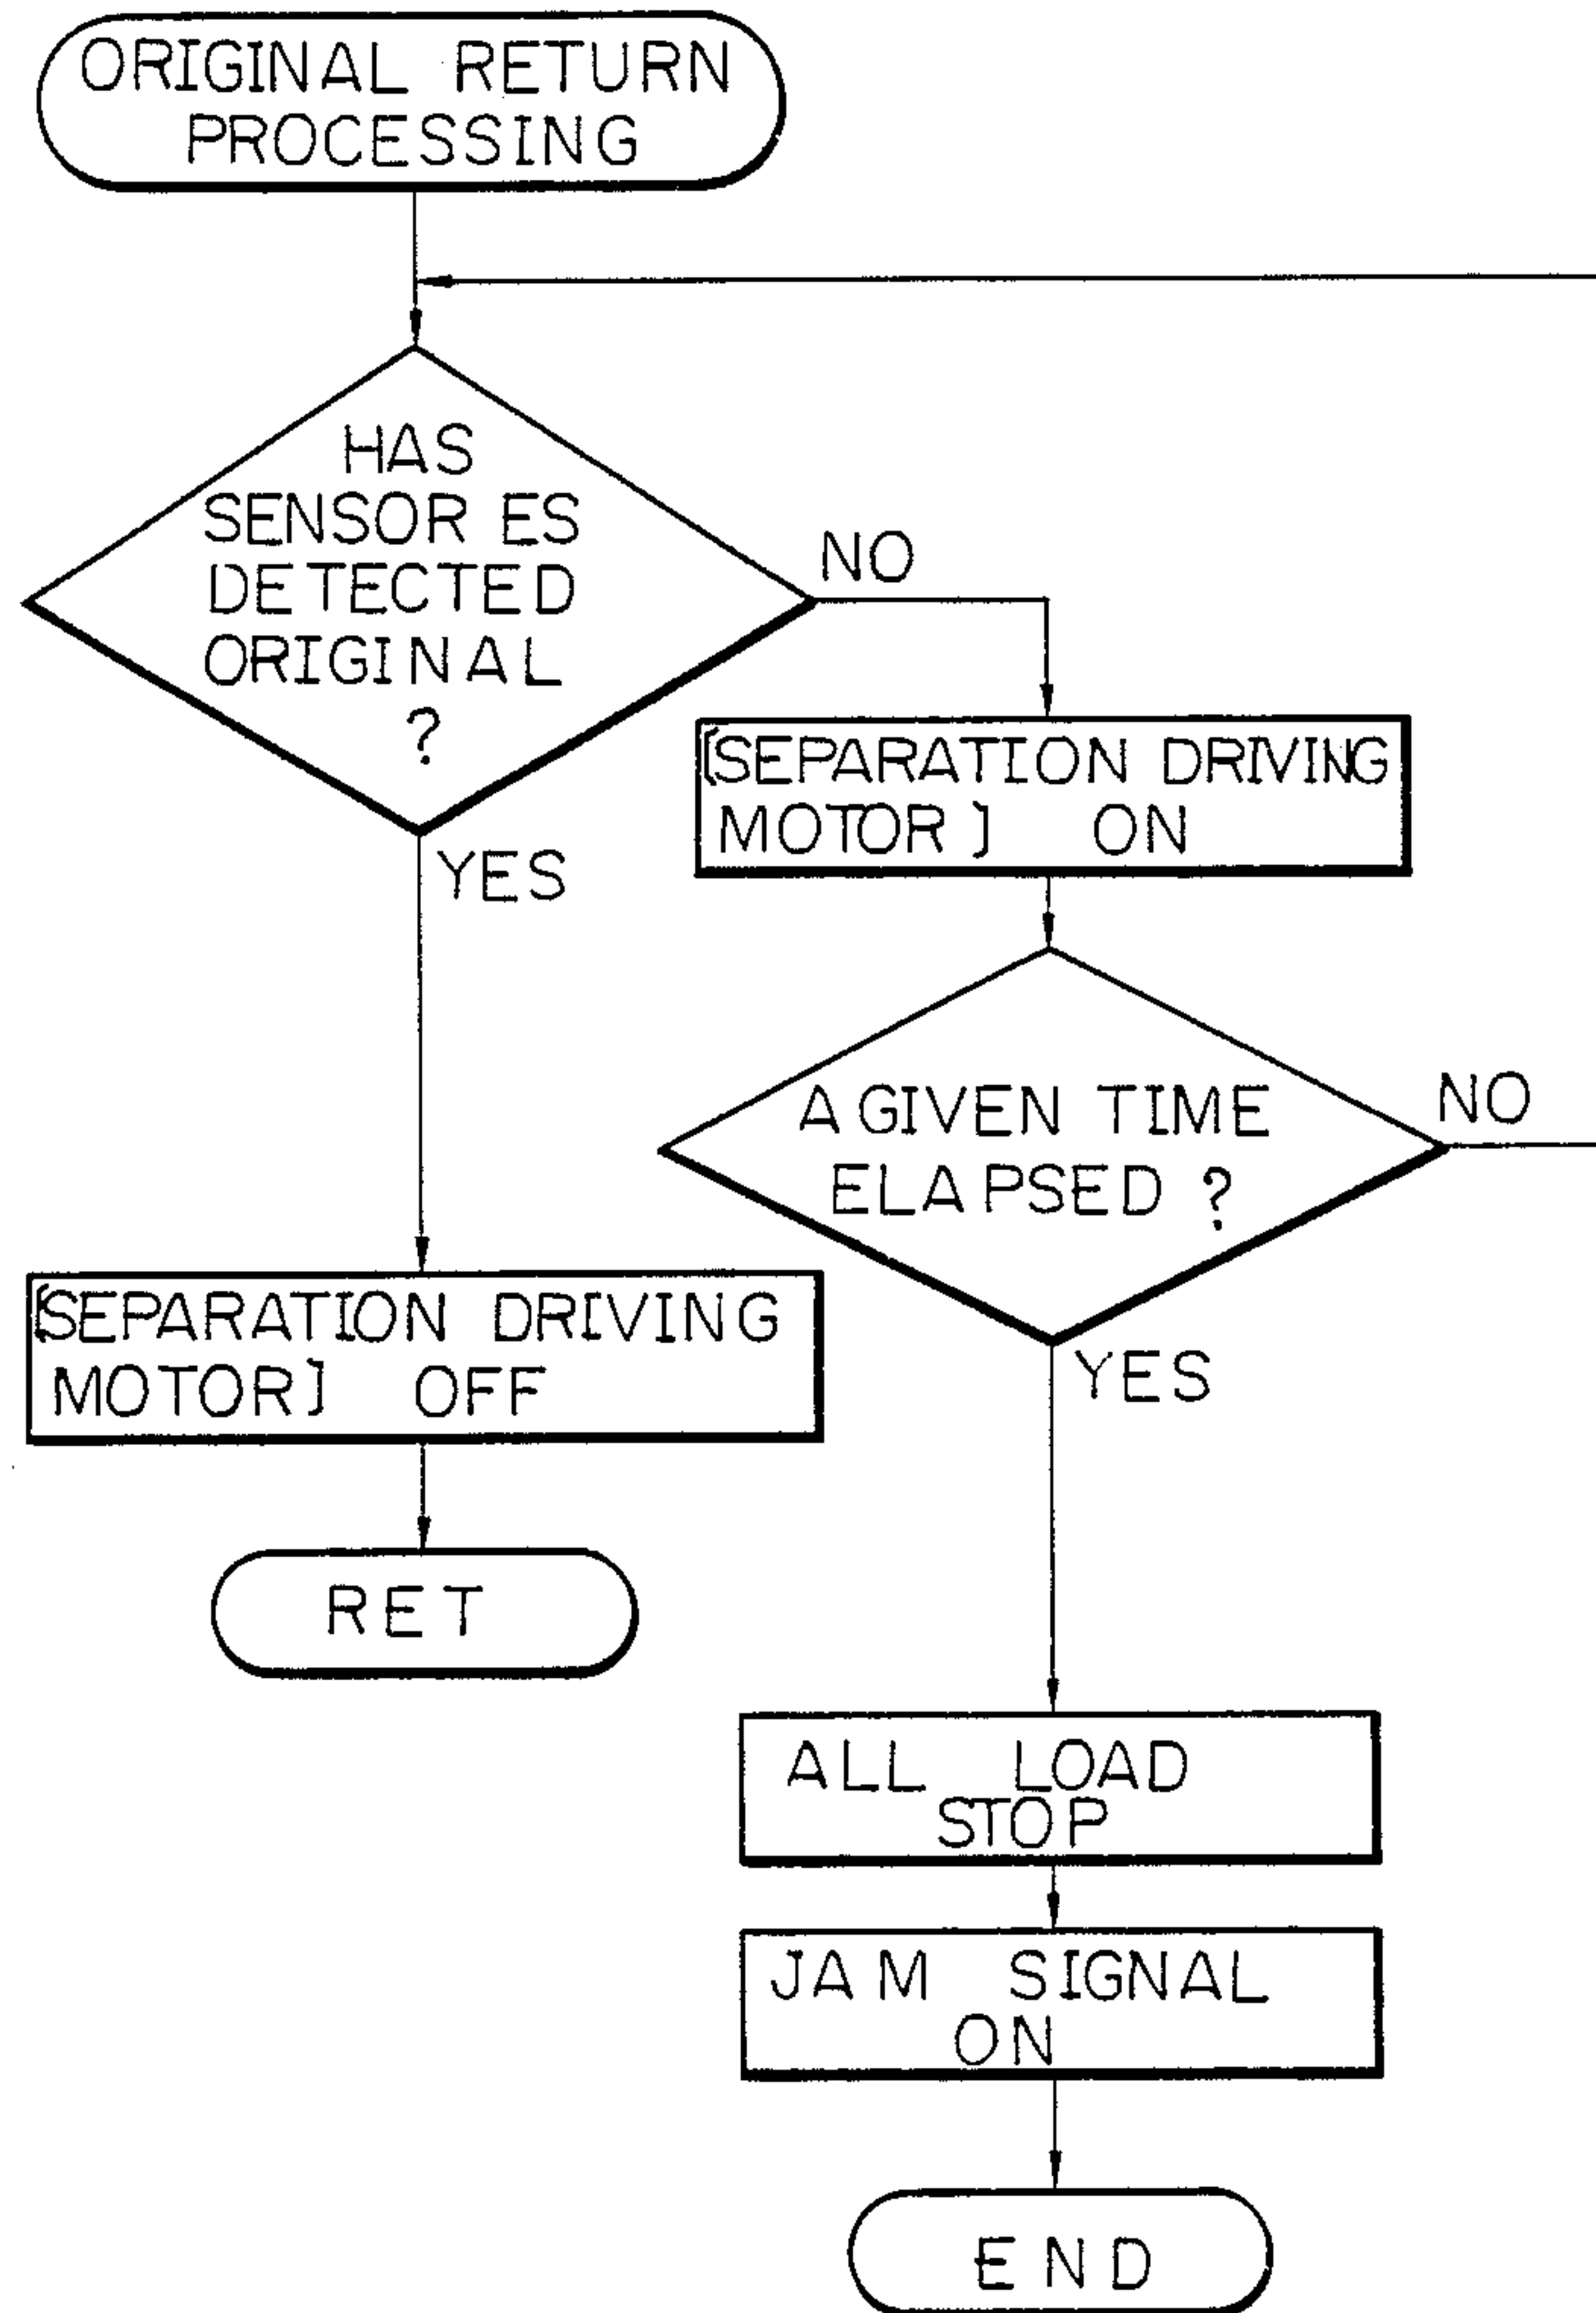 ORIGINAL RETURN
PROCESSING
HAS
SENSOR ES
DETECTED
ORIGINAL
?
NO
YES
[SEPARATION DRIVING
MOTOR] ON
A GIVEN TIME
ELAPSED ?
NO
YES
[SEPARATION DRIVING
MOTOR] OFF
RET
ALL LOAD
STOP
JAM SIGNAL
ON
END